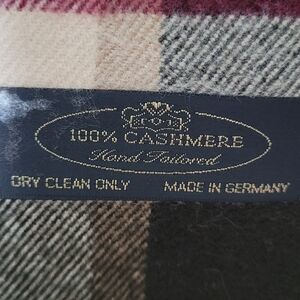 100% CASHMERE
Hand Tailored
DRY CLEAN ONLY MADE IN GERMANY